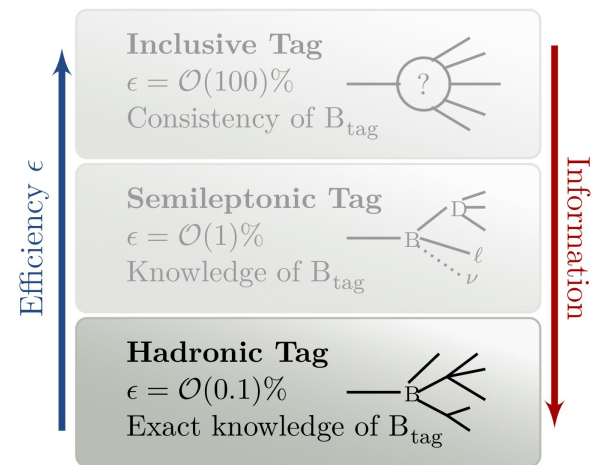 Inclusive Tag
ϵ = 𝒪(100)%
Consistency of B_tag
?
Semileptonic Tag
ϵ = 𝒪(1)%
Knowledge of B_tag
B
D
ℓ
ν
Hadronic Tag
ϵ = 𝒪(0.1)%
Exact knowledge of B_tag
B
Efficiency ϵ
Information